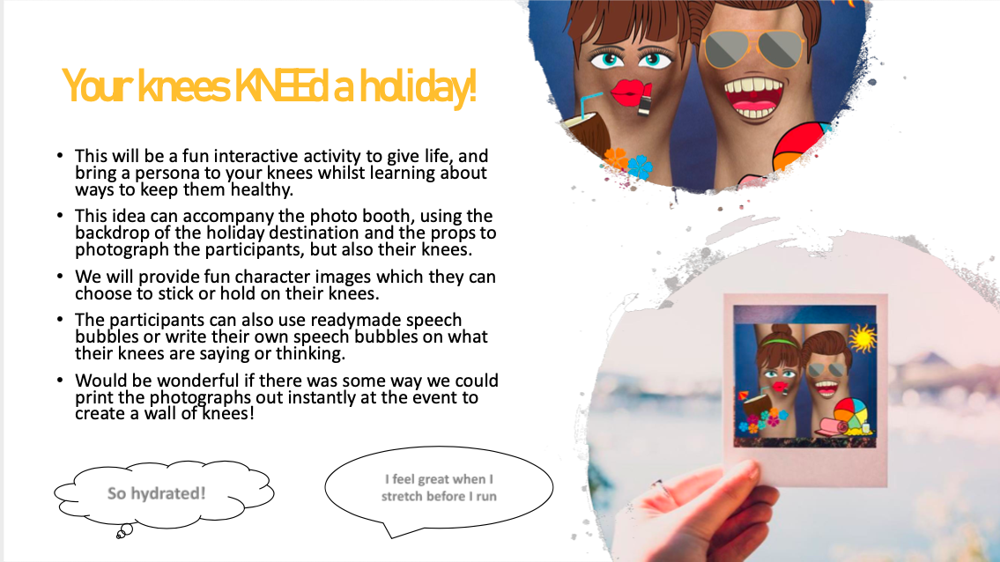 Your knees KNEEd a holiday!
• This will be a fun interactive activity to give life, and
bring a persona to your knees whilst learning about
ways to keep them healthy.
• This idea can accompany the photo booth, using the
backdrop of the holiday destination and the props to
photograph the participants, but also their knees.
• We will provide fun character images which they can
choose to stick or hold on their knees.
• The participants can also use readymade speech
bubbles or write their own speech bubbles on what
their knees are saying or thinking.
• Would be wonderful if there was some way we could
print the photographs out instantly at the event to
create a wall of knees!
So hydrated!
I feel great when I
stretch before I run